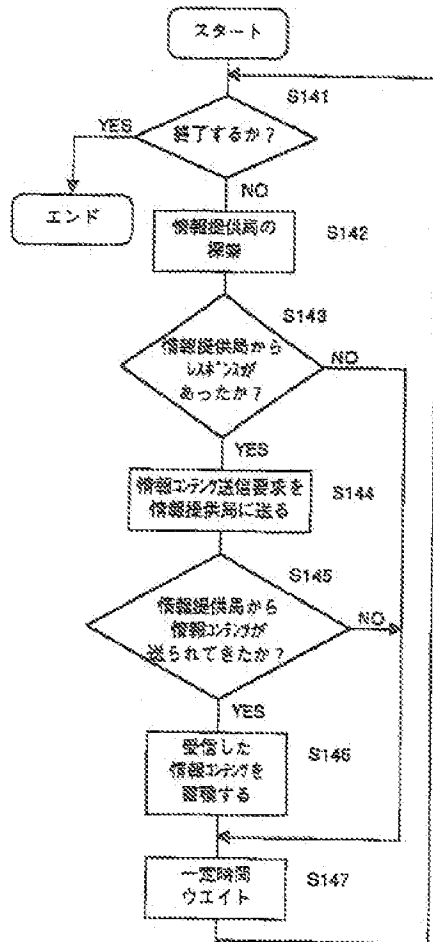 スタート
S141
終了するか?
YES
NO
エンド
情報提供局の
探索
S142
S143
情報提供局から
レスポンスが
あったか?
NO
YES
情報コンテンツ送信要求を
情報提供局に送る
S144
S145
情報提供局から
情報コンテンツが
送られてきたか?
NO
YES
受信した
情報コンテンツを
蓄積する
S146
一定時間
ウエイト
S147